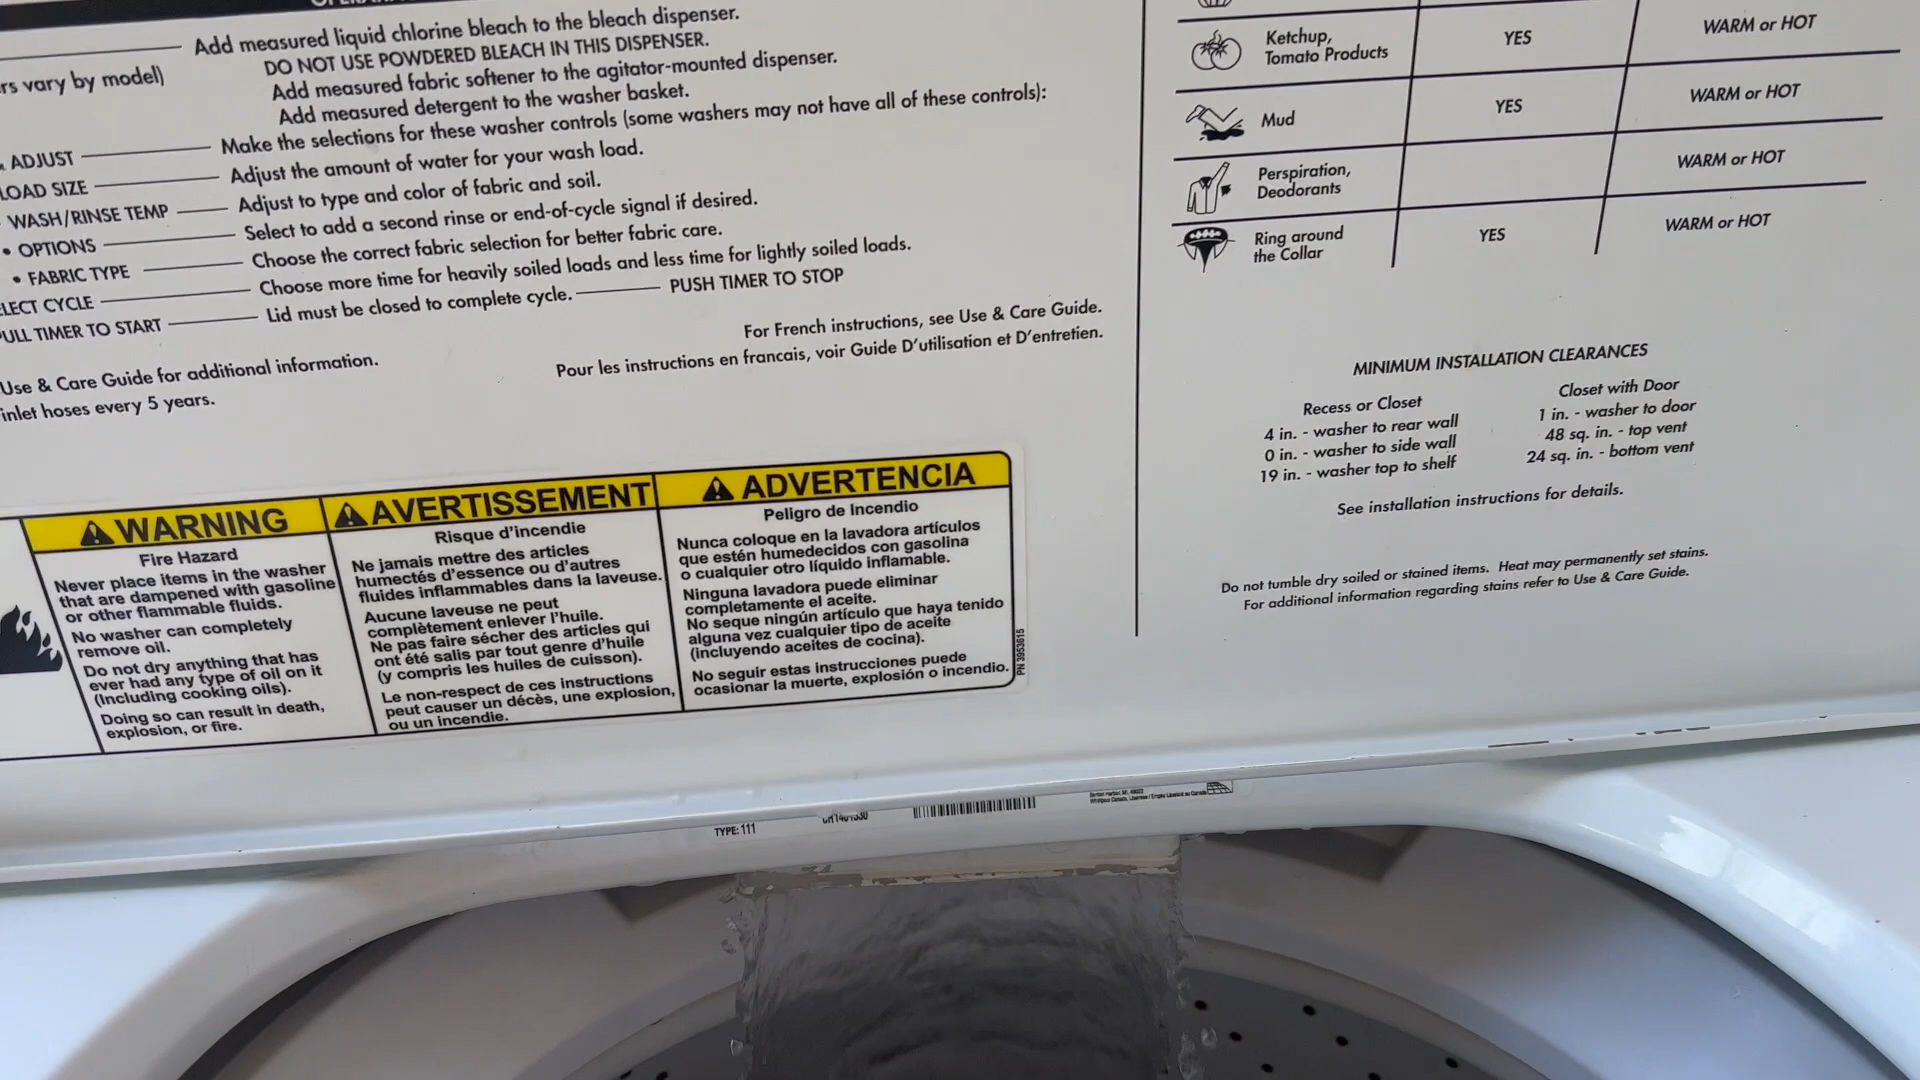 Add measured liquid chlorine bleach to the bleach dispenser.
DO NOT USE POWDERED BLEACH IN THIS DISPENSER.
rs vary by model)
Add measured fabric softener to the agitator-mounted dispenser.
Add measured detergent to the washer basket.
Make the selections for these washer controls (some washers may not have all of these controls):
ADJUST
Adjust the amount of water for your wash load.
LOAD SIZE
Adjust to type and color of fabric and soil.
WASH/RINSE TEMP
Select to add a second rinse or end-of-cycle signal if desired.
• OPTIONS
Choose the correct fabric selection for better fabric care.
• FABRIC TYPE
Choose more time for heavily soiled loads and less time for lightly soiled loads.
LECT CYCLE
Lid must be closed to complete cycle. PUSH TIMER TO STOP
ULL TIMER TO START
For French instructions, see Use & Care Guide.
Pour les instructions en francais, voir Guide D'utilisation et D'entretien.
Use & Care Guide for additional information.
inlet hoses every 5 years.
WARNING
Fire Hazard
Never place items in the washer
that are dampened with gasoline
or other flammable fluids.
No washer can completely
remove oil.
Do not dry anything that has
ever had any type of oil on it
(Including cooking oils).
Doing so can result in death,
explosion, or fire.
AVERTISSEMENT
Risque d'incendie
Ne jamais mettre des articles
humectés d'essence ou d'autres
fluides inflammables dans la laveuse.
Aucune laveuse ne peut
complètement enlever l'huile.
Ne pas faire sécher des articles qui
ont été salis par tout genre d'huile
(y compris les huiles de cuisson).
Le non-respect de ces instructions
peut causer un décès, une explosion,
ou un incendie.
ADVERTENCIA
Peligro de Incendio
Nunca coloque en la lavadora artículos
que estén humedecidos con gasolina
o cualquier otro líquido inflamable.
Ninguna lavadora puede eliminar
completamente el aceite.
No seque ningún artículo que haya tenido
alguna vez cualquier tipo de aceite
(incluyendo aceites de cocina).
No seguir estas instrucciones puede
ocasionar la muerte, explosión o incendio.
PN 3953615
Ketchup,
Tomato Products
YES
WARM or HOT
Mud
YES
WARM or HOT
Perspiration,
Deodorants
WARM or HOT
Ring around
the Collar
YES
WARM or HOT
MINIMUM INSTALLATION CLEARANCES
Recess or Closet
4 in. - washer to rear wall
0 in. - washer to side wall
19 in. - washer top to shelf
Closet with Door
1 in. - washer to door
48 sq. in. - top vent
24 sq. in. - bottom vent
See installation instructions for details.
Do not tumble dry soiled or stained items. Heat may permanently set stains.
For additional information regarding stains refer to Use & Care Guide.
TYPE: 111